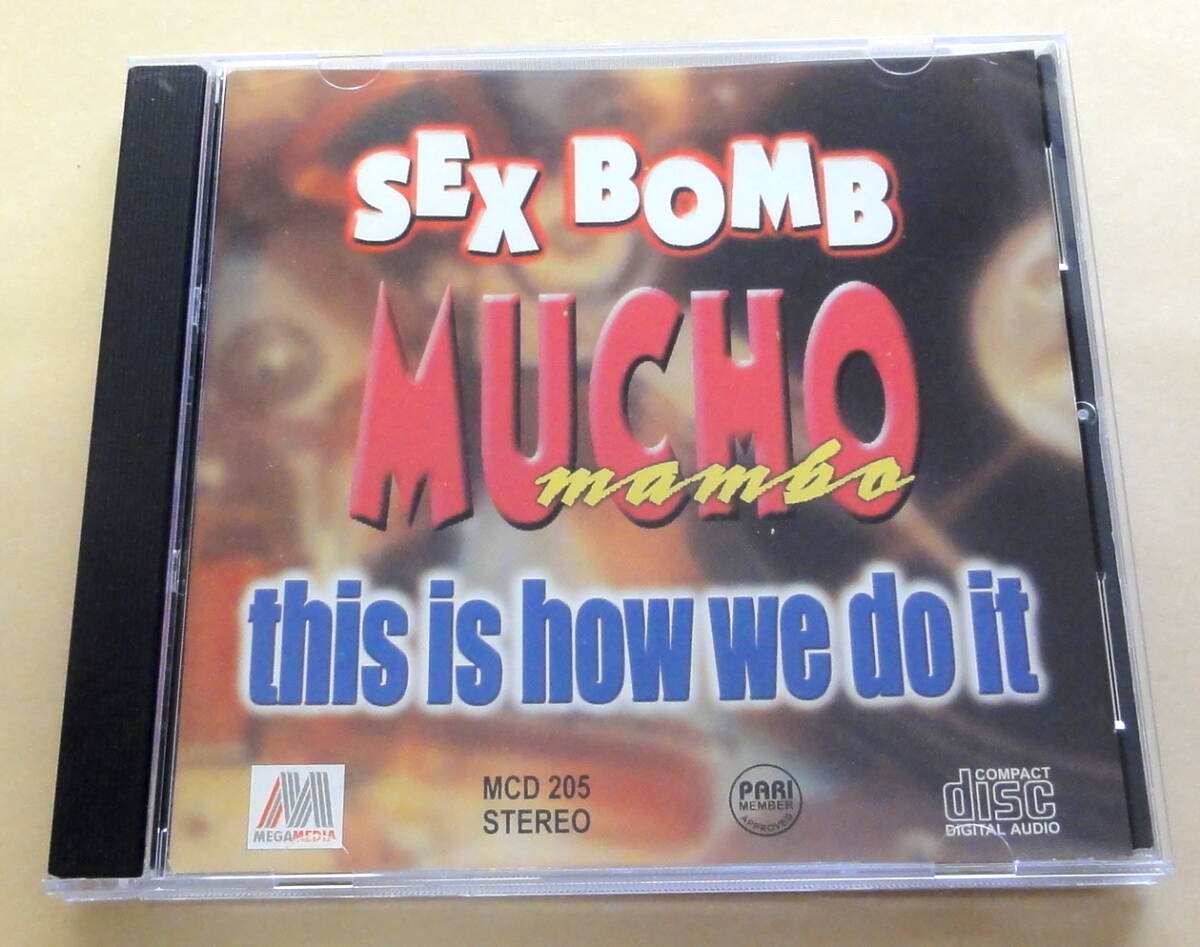 SEX BOMB
MUCHO
mambo
this is how we do it
MEGAMEDIA
MCD 205
STEREO
PARI
MEMBER
APPROVED
COMPACT
disc
DIGITAL AUDIO